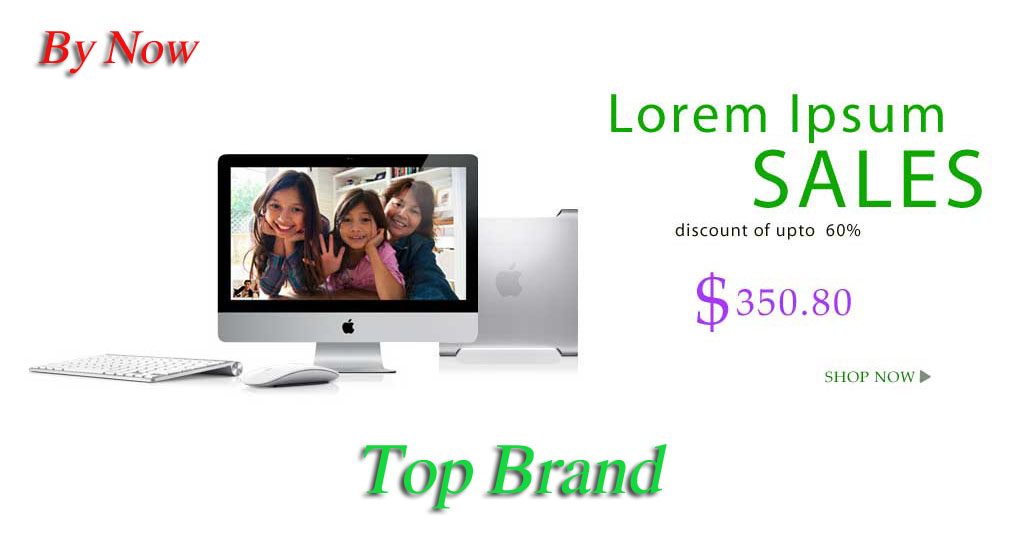 By Now
Lorem Ipsum
SALES
discount of upto 60%
$350.80
SHOP NOW
Top Brand